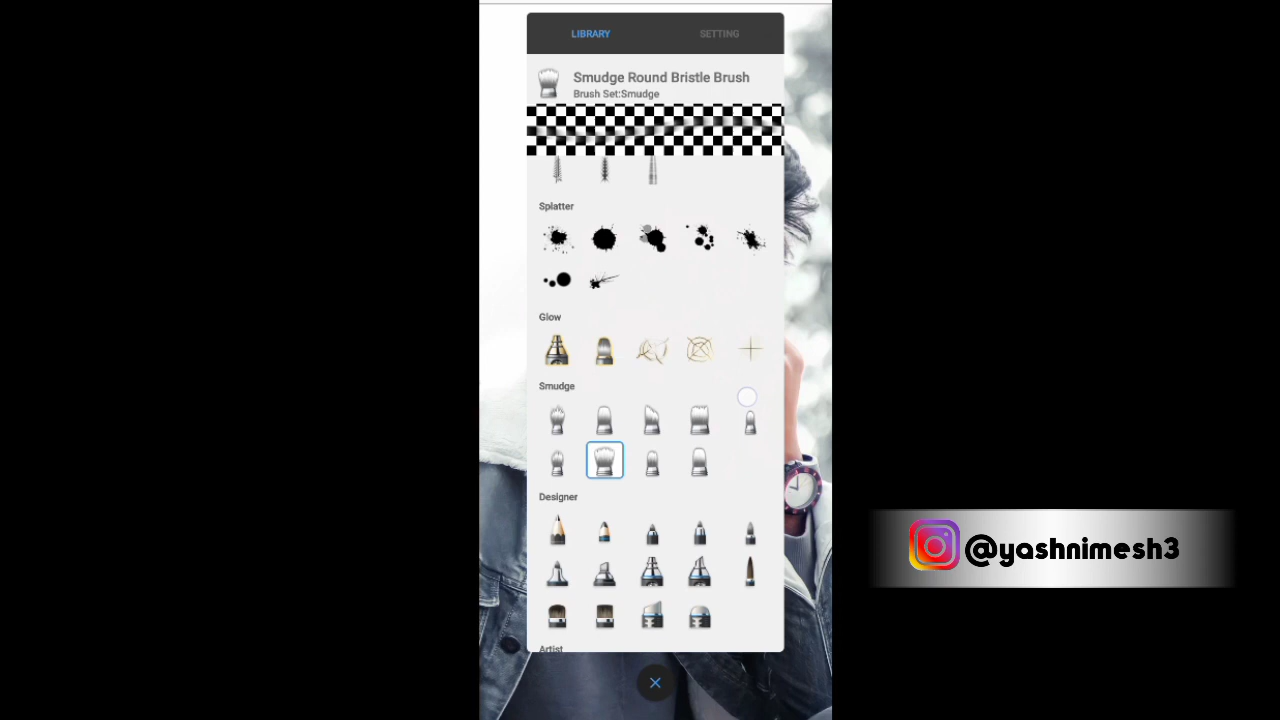 LIBRARY SETTING
Smudge Round Bristle Brush
Brush Set:Smudge
Splatter
Glow
Smudge
Designer
Artist
@yashnimesh3